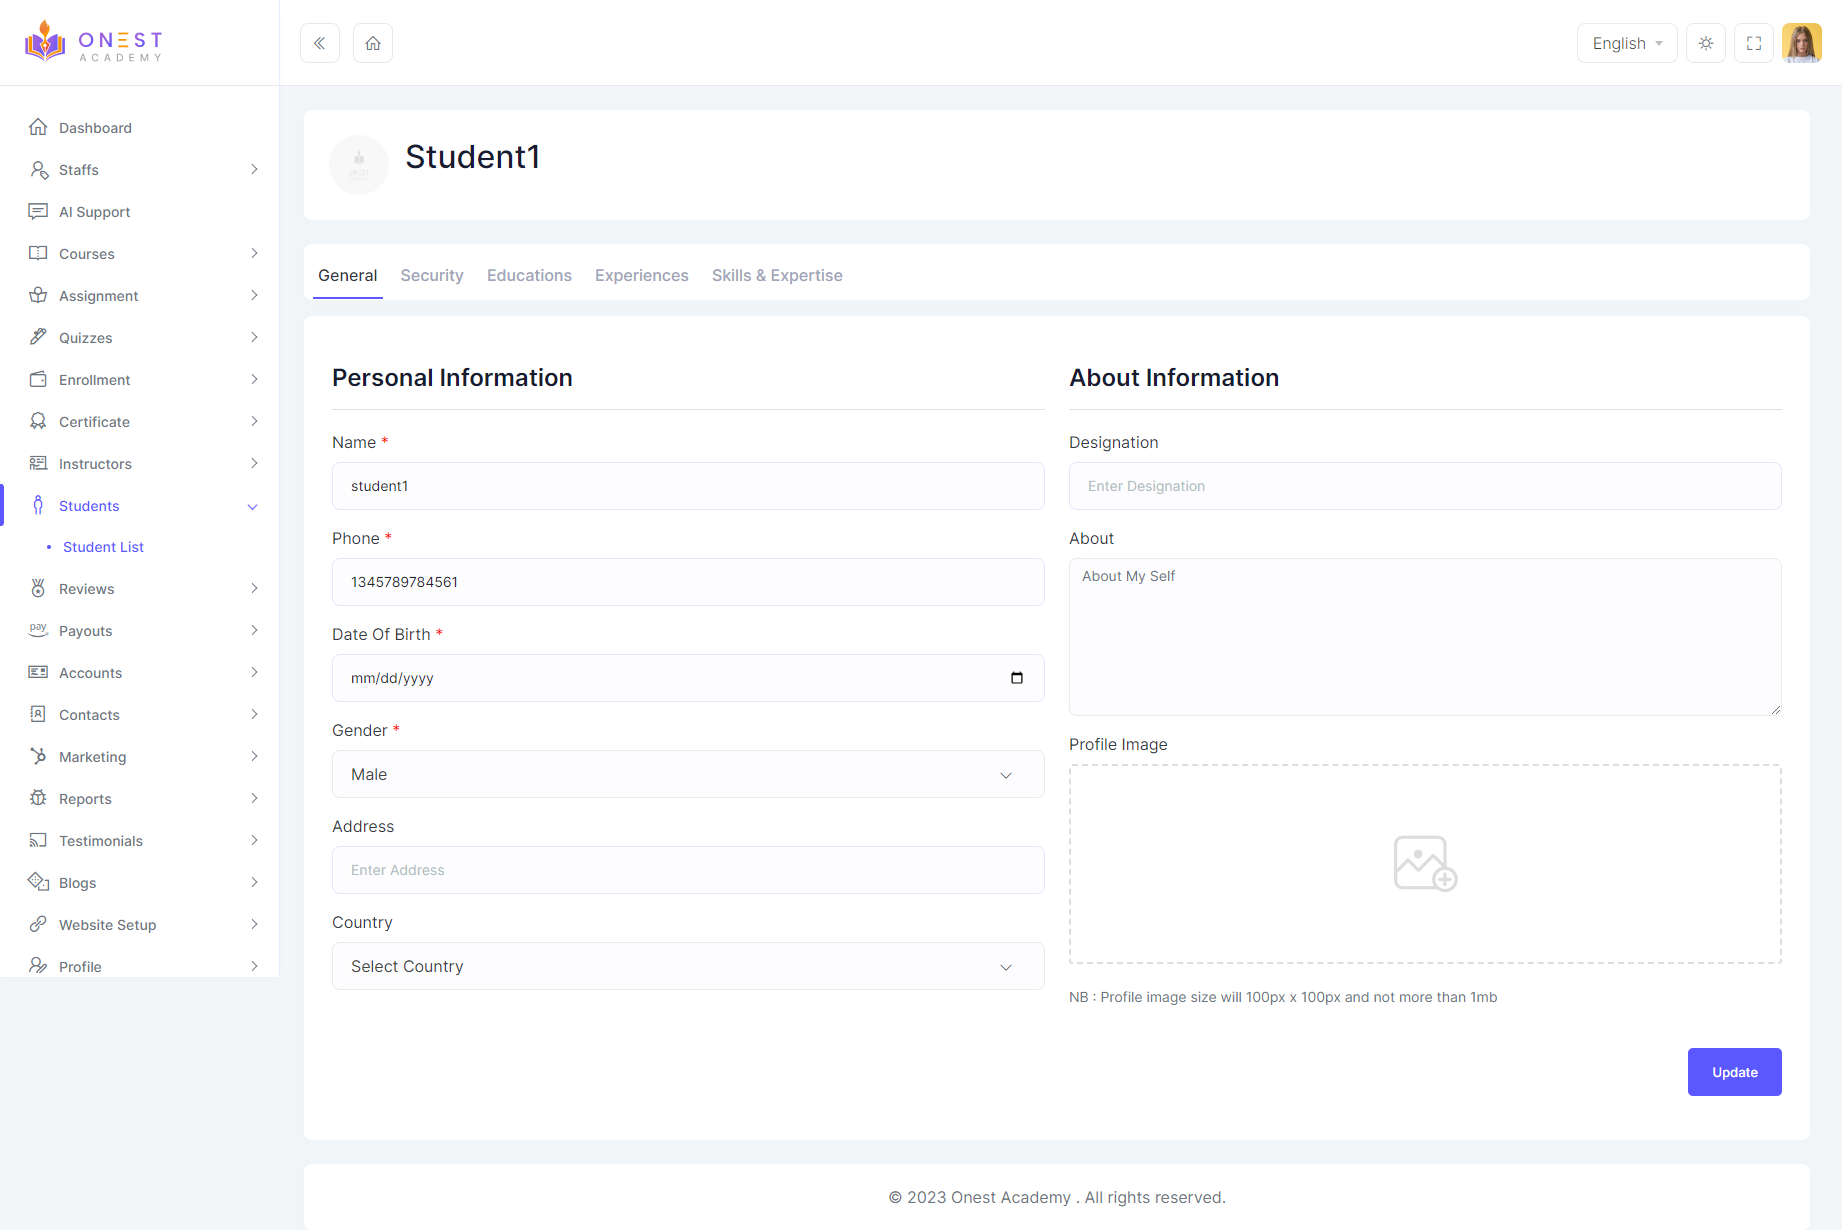 ONEST
ACADEMY
English
Dashboard
Staffs
AI Support
Courses
Assignment
Quizzes
Enrollment
Certificate
Instructors
Students
• Student List
Reviews
pay
Payouts
Accounts
Contacts
Marketing
Reports
Testimonials
Blogs
Website Setup
Profile
ONEST
Student1
General Security Educations Experiences Skills & Expertise
Personal Information
Name *
student1
Phone *
1345789784561
Date Of Birth *
mm/dd/yyyy
Gender *
Male
Address
Enter Address
Country
Select Country
About Information
Designation
Enter Designation
About
About My Self
Profile Image
NB : Profile image size will 100px x 100px and not more than 1mb
Update
© 2023 Onest Academy . All rights reserved.